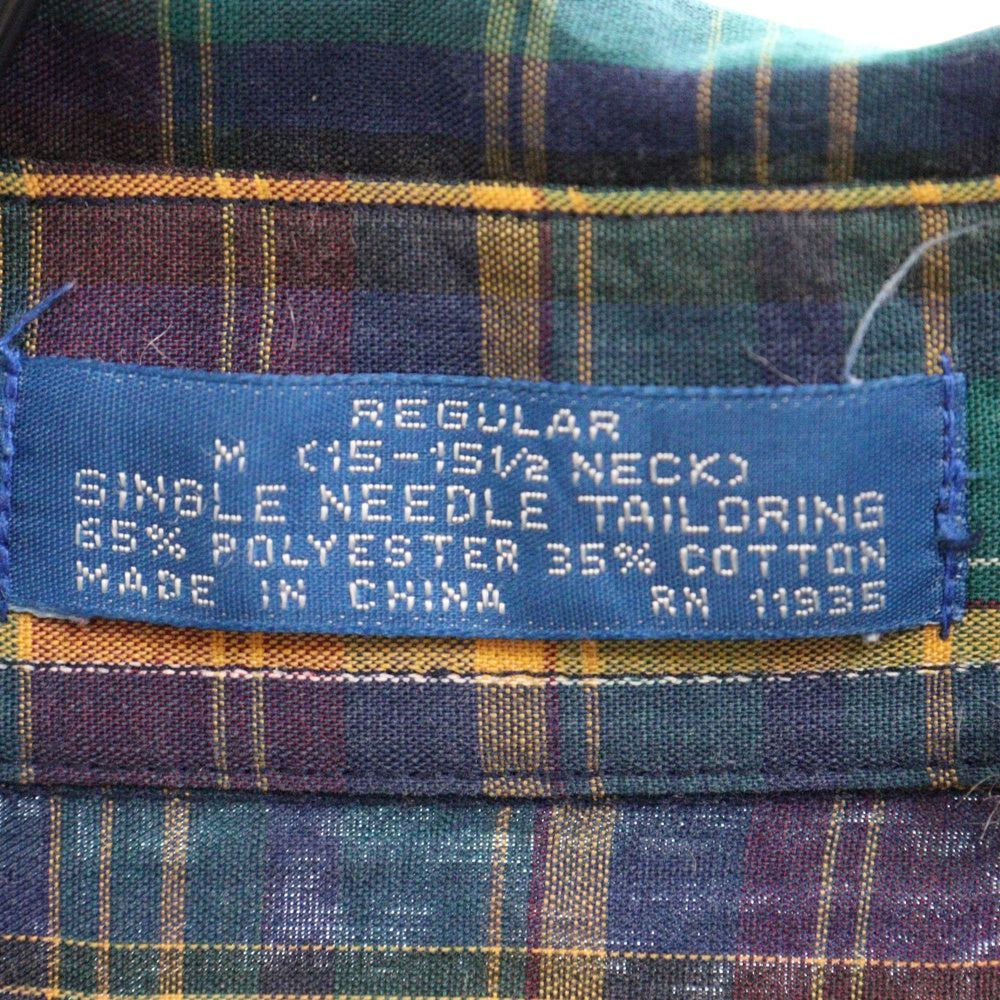 REGULAR
M (15-15½ NECK)
SINGLE NEEDLE TAILORING
65% POLYESTER 35% COTTON
MADE IN CHINA RN 11935